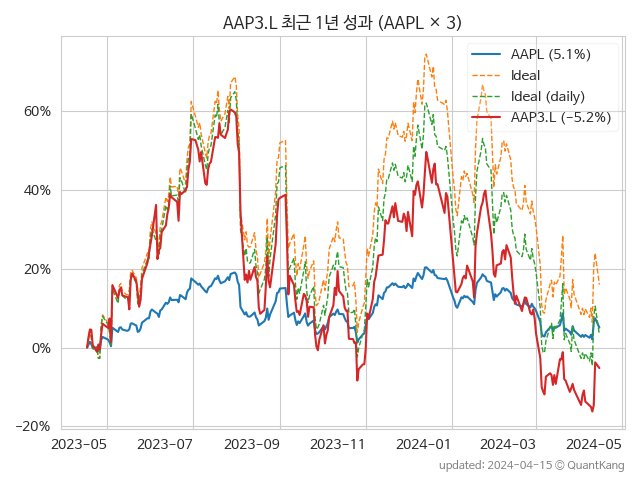 AAP3.L 최근 1년 성과 (AAPL × 3)
AAPL (5.1%)
Ideal
Ideal (daily)
AAP3.L (−5.2%)
60%
40%
20%
0%
−20%
2023-05 2023-07 2023-09 2023-11 2024-01 2024-03 2024-05
updated: 2024-04-15 © QuantKang